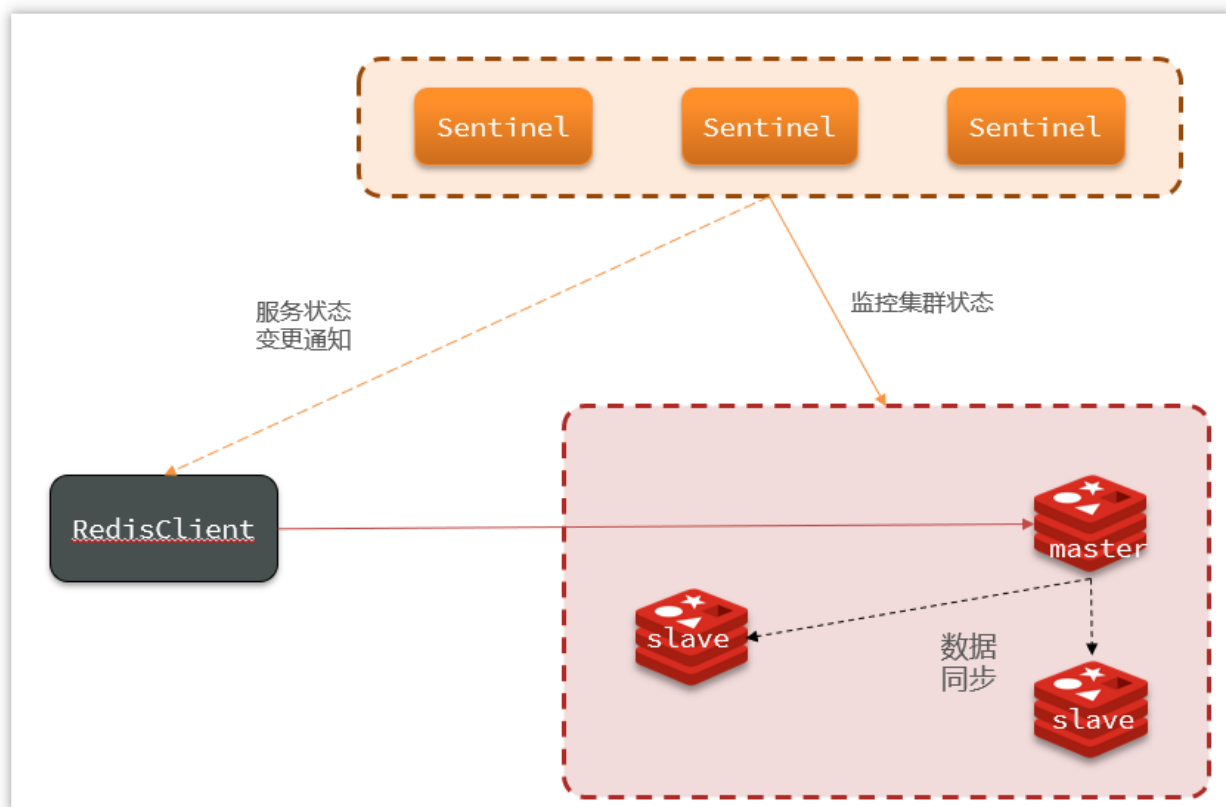 Sentinel
Sentinel
Sentinel
服务状态
变更通知
监控集群状态
RedisClient
master
slave
数据
同步
slave